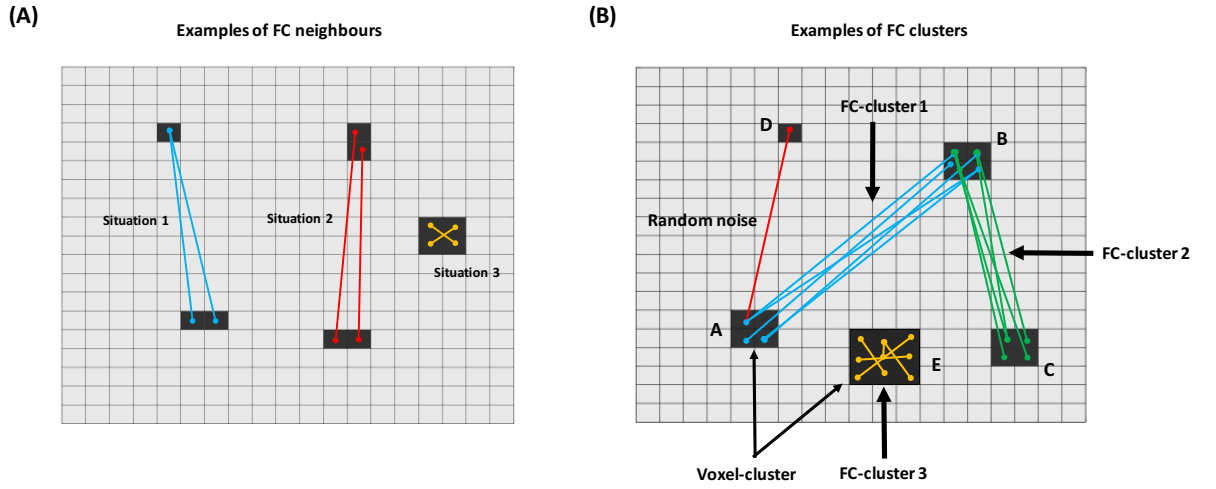 (A)
Examples of FC neighbours
Situation 1
Situation 2
Situation 3
(B)
Examples of FC clusters
FC-cluster 1
D
B
Random noise
FC-cluster 2
A
E
C
Voxel-cluster
FC-cluster 3